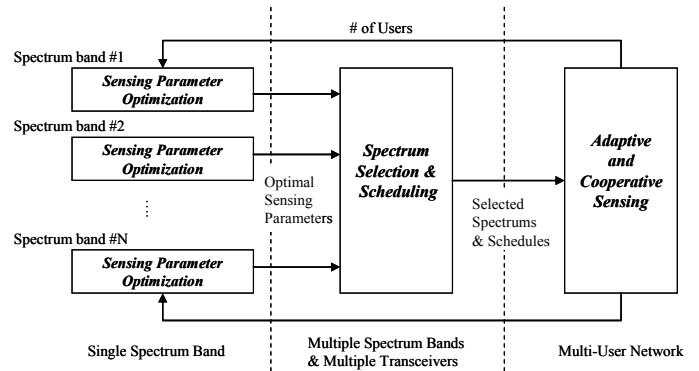 # of Users
Spectrum band #1
Sensing Parameter
Optimization
Spectrum band #2
Sensing Parameter
Optimization
Spectrum band #N
Sensing Parameter
Optimization
Optimal
Sensing
Parameters
Spectrum
Selection &
Scheduling
Selected
Spectrums
& Schedules
Adaptive
and
Cooperative
Sensing
Single Spectrum Band
Multiple Spectrum Bands
& Multiple Transceivers
Multi-User Network